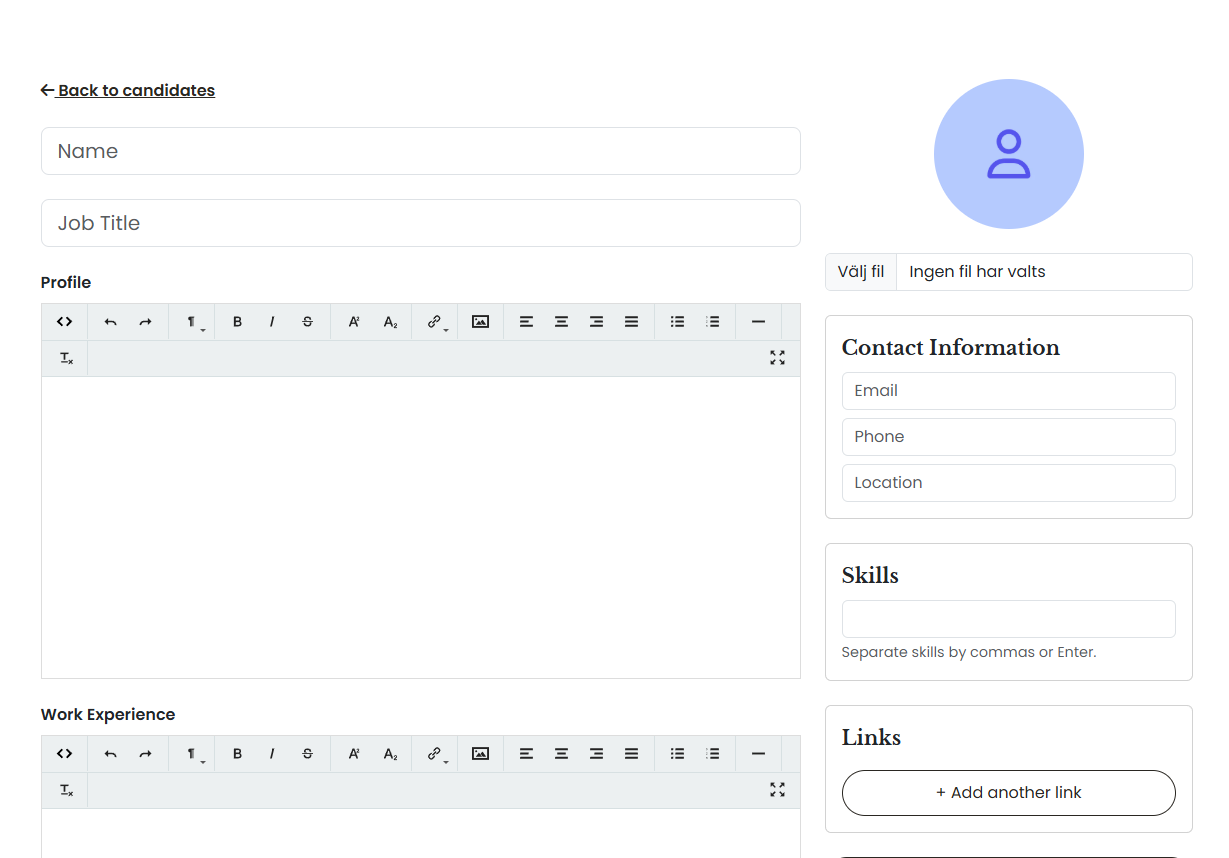 Back to candidates
Name
Job Title
Profile
Work Experience
Välj fil
Ingen fil har valts
Contact Information
Email
Phone
Location
Skills
Separate skills by commas or Enter.
Links
+ Add another link